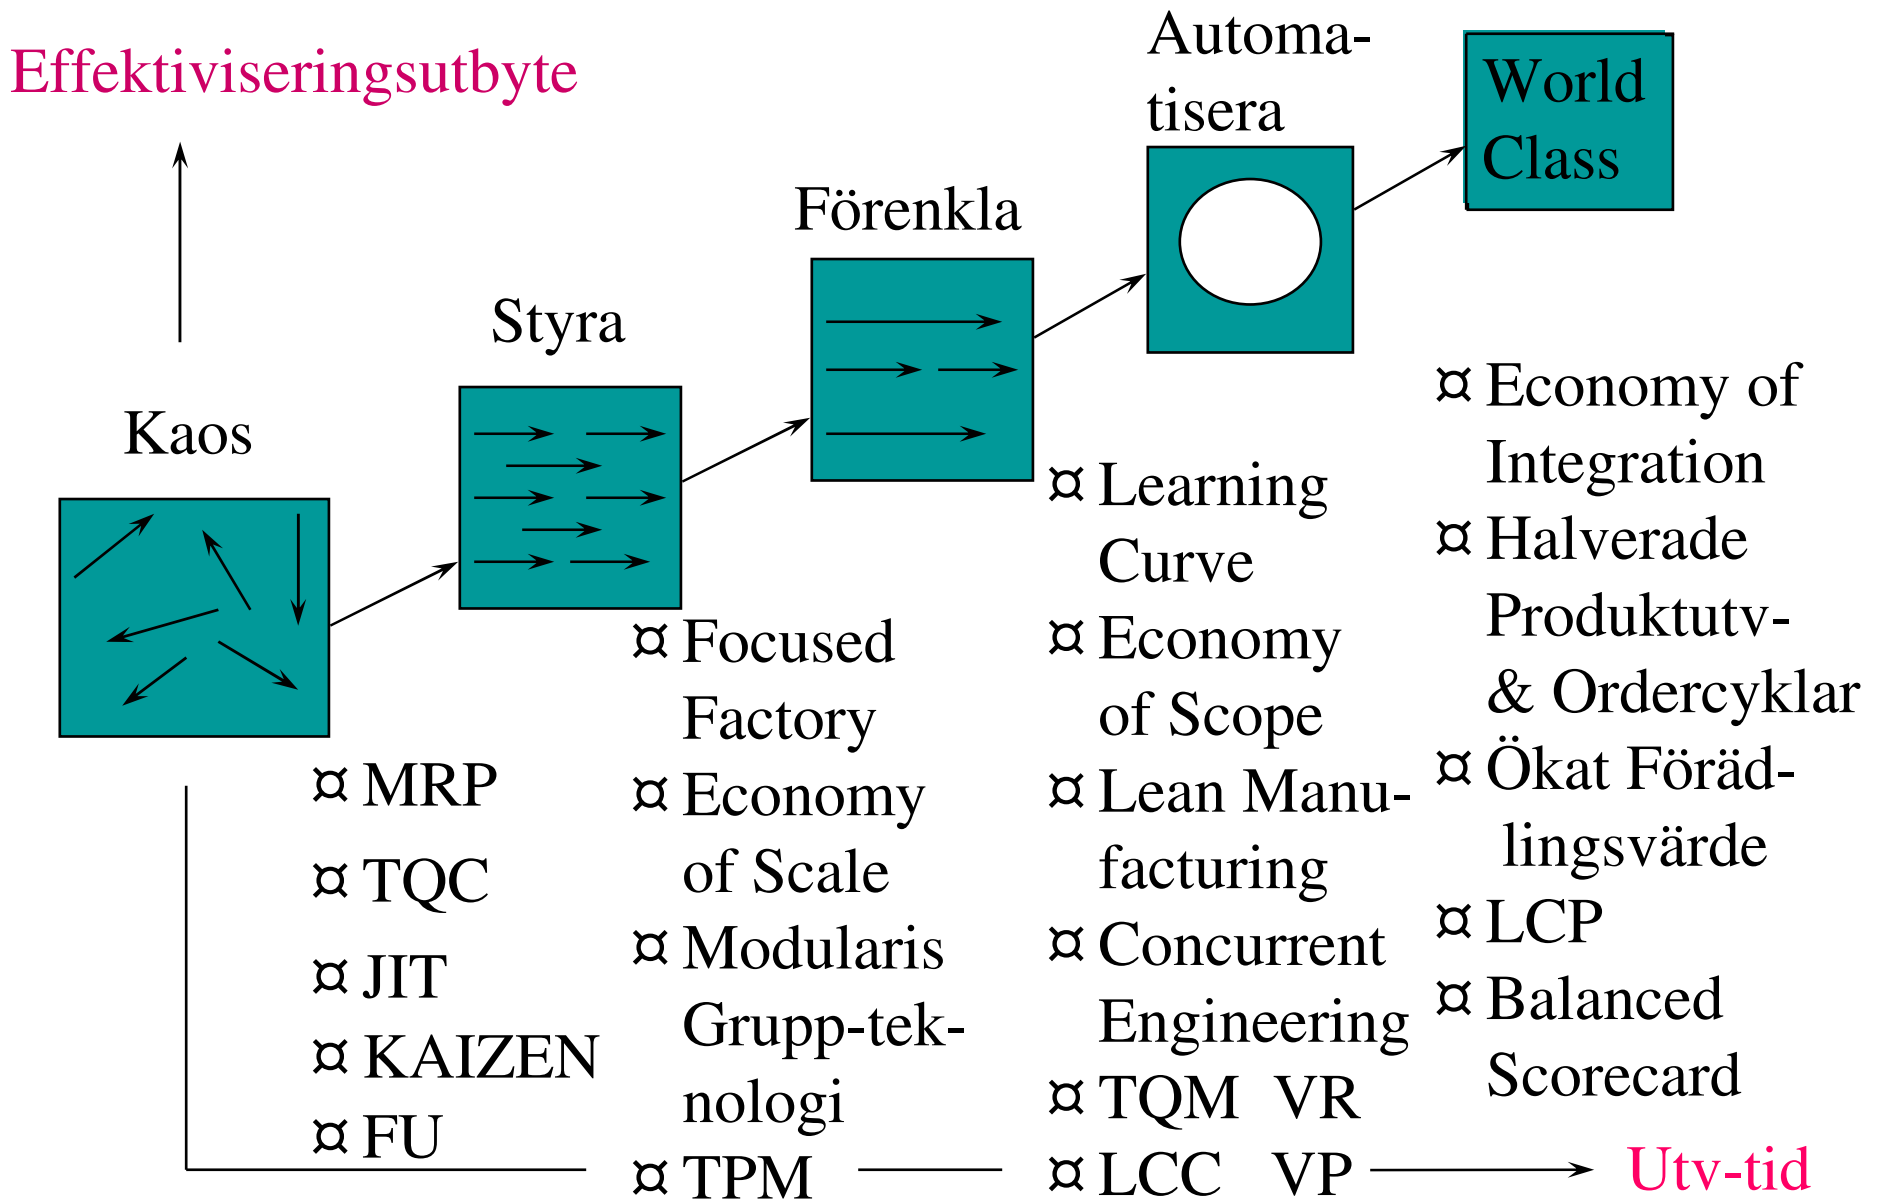 Effektiviseringsutbyte
Automa-
tisera
World
Class
Förenkla
Styra
Kaos
¤ MRP
¤ TQC
¤ JIT
¤ KAIZEN
¤ FU
¤ Focused
Factory
¤ Economy
of Scale
¤ Modularis
Grupp-tek-
nologi
¤ TPM
¤ Learning
Curve
¤ Economy
of Scope
¤ Lean Manu-
facturing
¤ Concurrent
Engineering
¤ TQM VR
¤ LCC VP
¤ Economy of
Integration
¤ Halverade
Produktutv-
& Ordercyklar
¤ Ökat Föräd-
lingsvärde
¤ LCP
¤ Balanced
Scorecard
Utv-tid